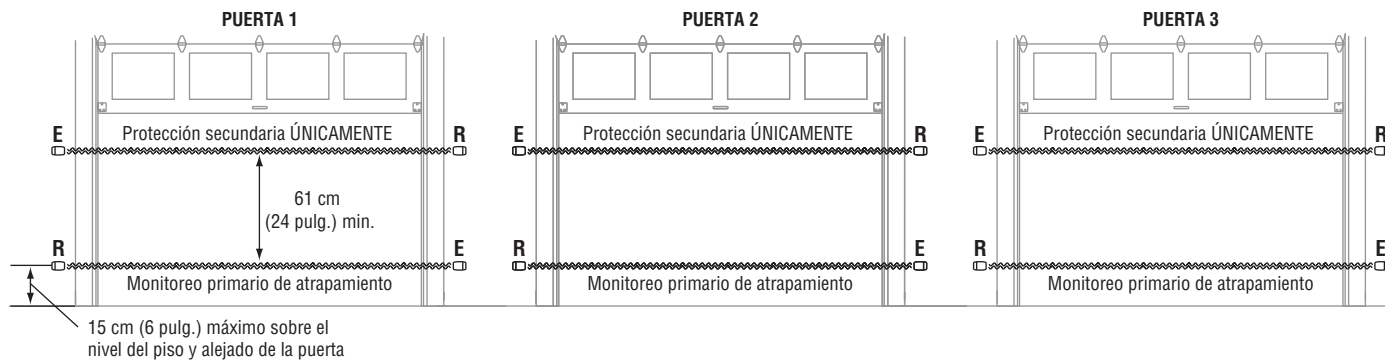 PUERTA 1
PUERTA 2
PUERTA 3
E
Protección secundaria ÚNICAMENTE
R
E
Protección secundaria ÚNICAMENTE
R
E
Protección secundaria ÚNICAMENTE
R
61 cm
(24 pulg.) min.
R
E
Monitoreo primario de atrapamiento
R
E
Monitoreo primario de atrapamiento
R
E
Monitoreo primario de atrapamiento
15 cm (6 pulg.) máximo sobre el
nivel del piso y alejado de la puerta